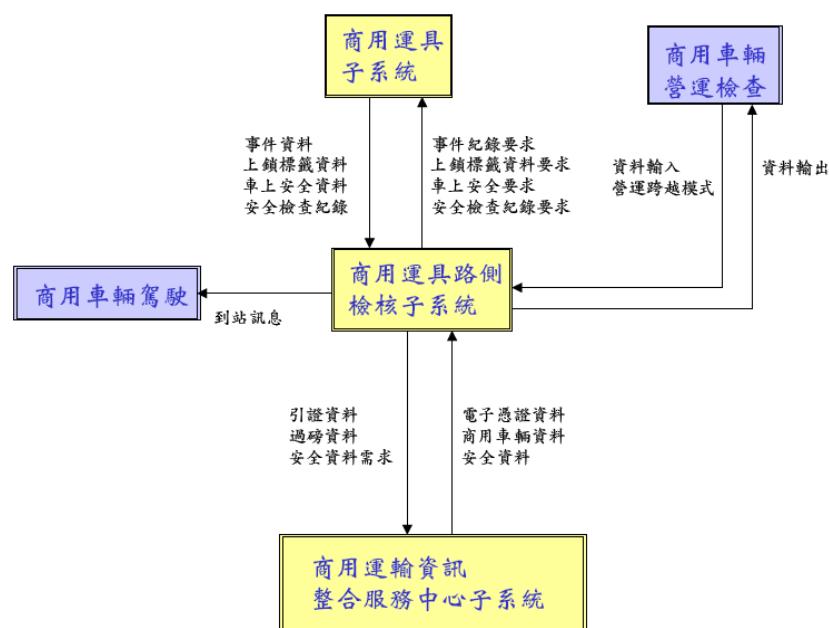 商用運具
子系統
商用車輛
營運檢查
事件資料
上鎖標籤資料
車上安全資料
安全檢查紀錄
事件紀錄要求
上鎖標籤資料要求
車上安全要求
安全檢查紀錄要求
資料輸入
營運跨越模式
資料輸出
商用車輛駕駛
到站訊息
商用運具路側
檢核子系統
引證資料
過磅資料
安全資料需求
電子憑證資料
商用車輛資料
安全資料
商用運輸資訊
整合服務中心子系統